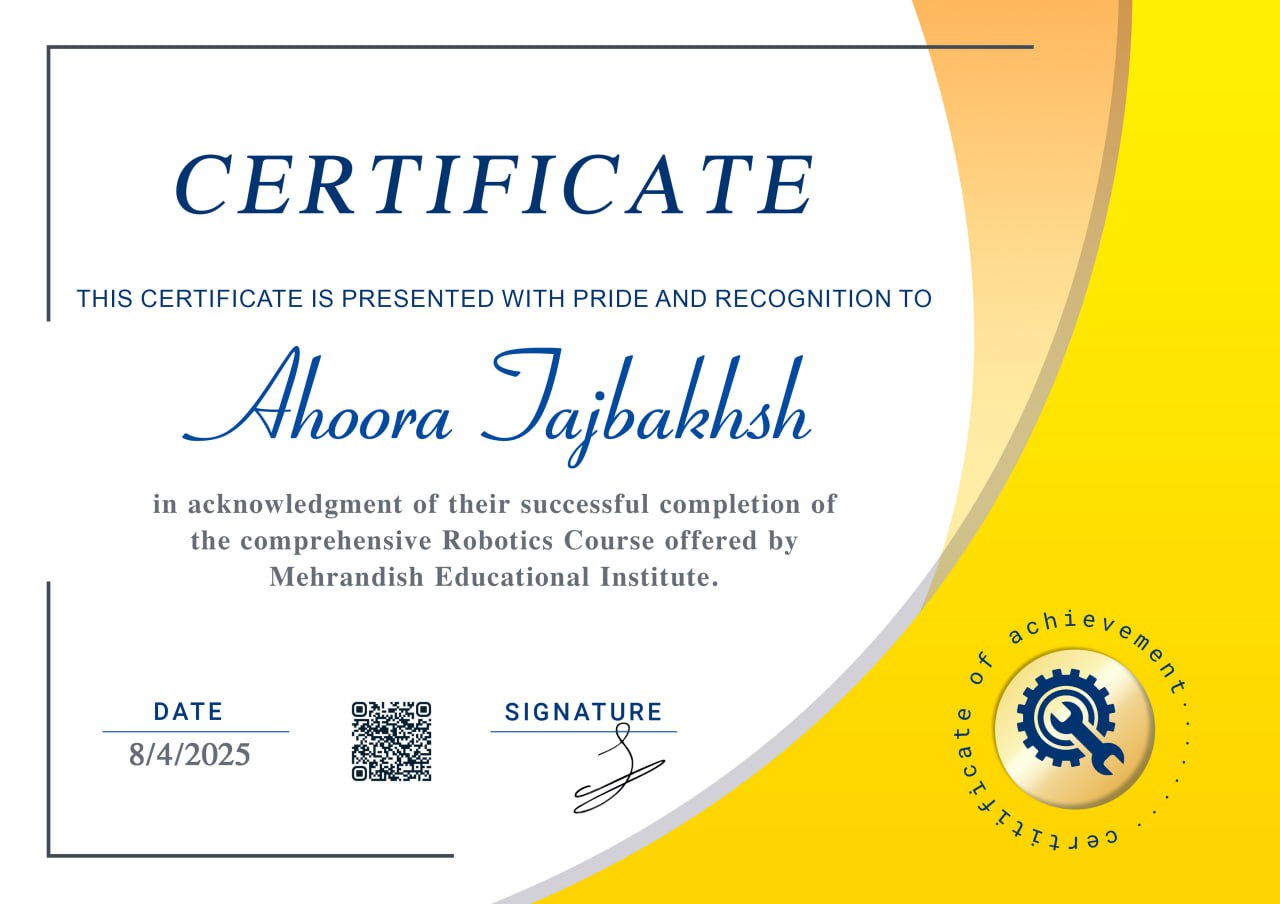 CERTIFICATE
THIS CERTIFICATE IS PRESENTED WITH PRIDE AND RECOGNITION TO
Ahoora Tajbakhsh
in acknowledgment of their successful completion of
the comprehensive Robotics Course offered by
Mehrandish Educational Institute.
DATE
8/4/2025
SIGNATURE
certificate of achievement........